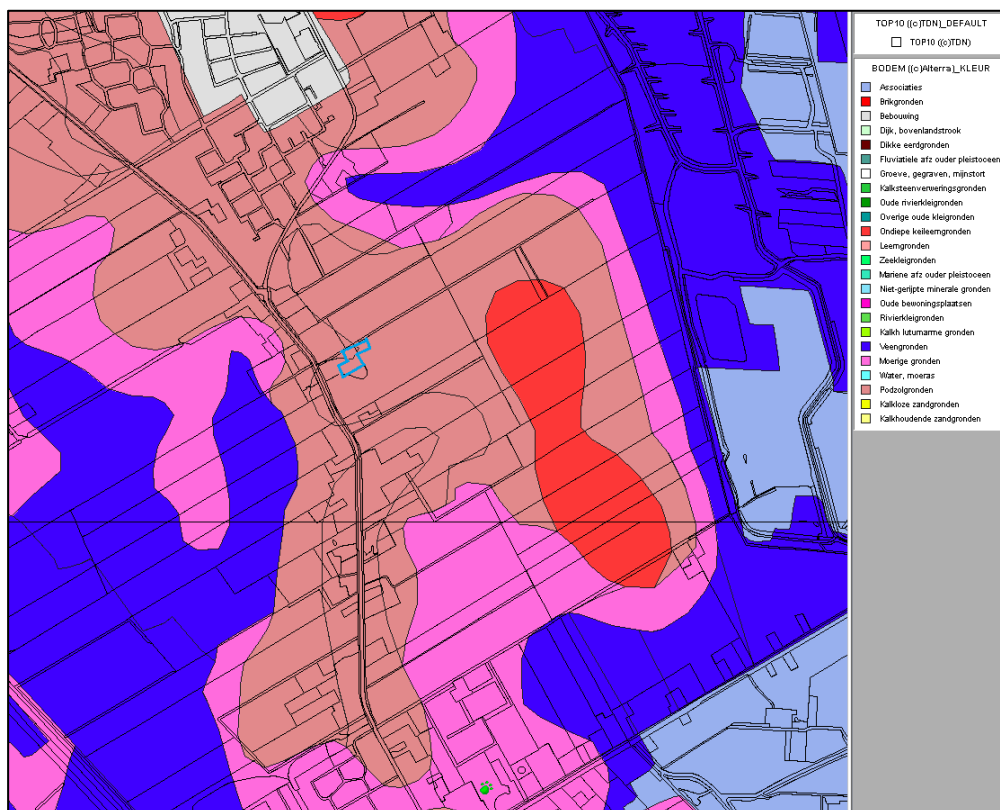 TOP10 ((c)TDN)_DEFAULT
TOP10 ((c)TDN)
BODEM ((c)Alterra)_KLEUR
Associaties
Brikgronden
Bebouwing
Dijk, bovenlandstrook
Dikke eerdgronden
Fluviatiele afz ouder pleistoceen
Groeve, gegraven, mijnstort
Kalksteenverweringsgronden
Oude rivierkleigronden
Overige oude kleigronden
Ondiepe keileemgronden
Leemgronden
Zeekleigronden
Mariene afz ouder pleistoceen
Niet-gerijpte minerale gronden
Oude bewoningsplaatsen
Rivierkleigronden
Kalkh lutumarme gronden
Veengronden
Moerige gronden
Water, moeras
Podzolgronden
Kalkloze zandgronden
Kalkhoudende zandgronden